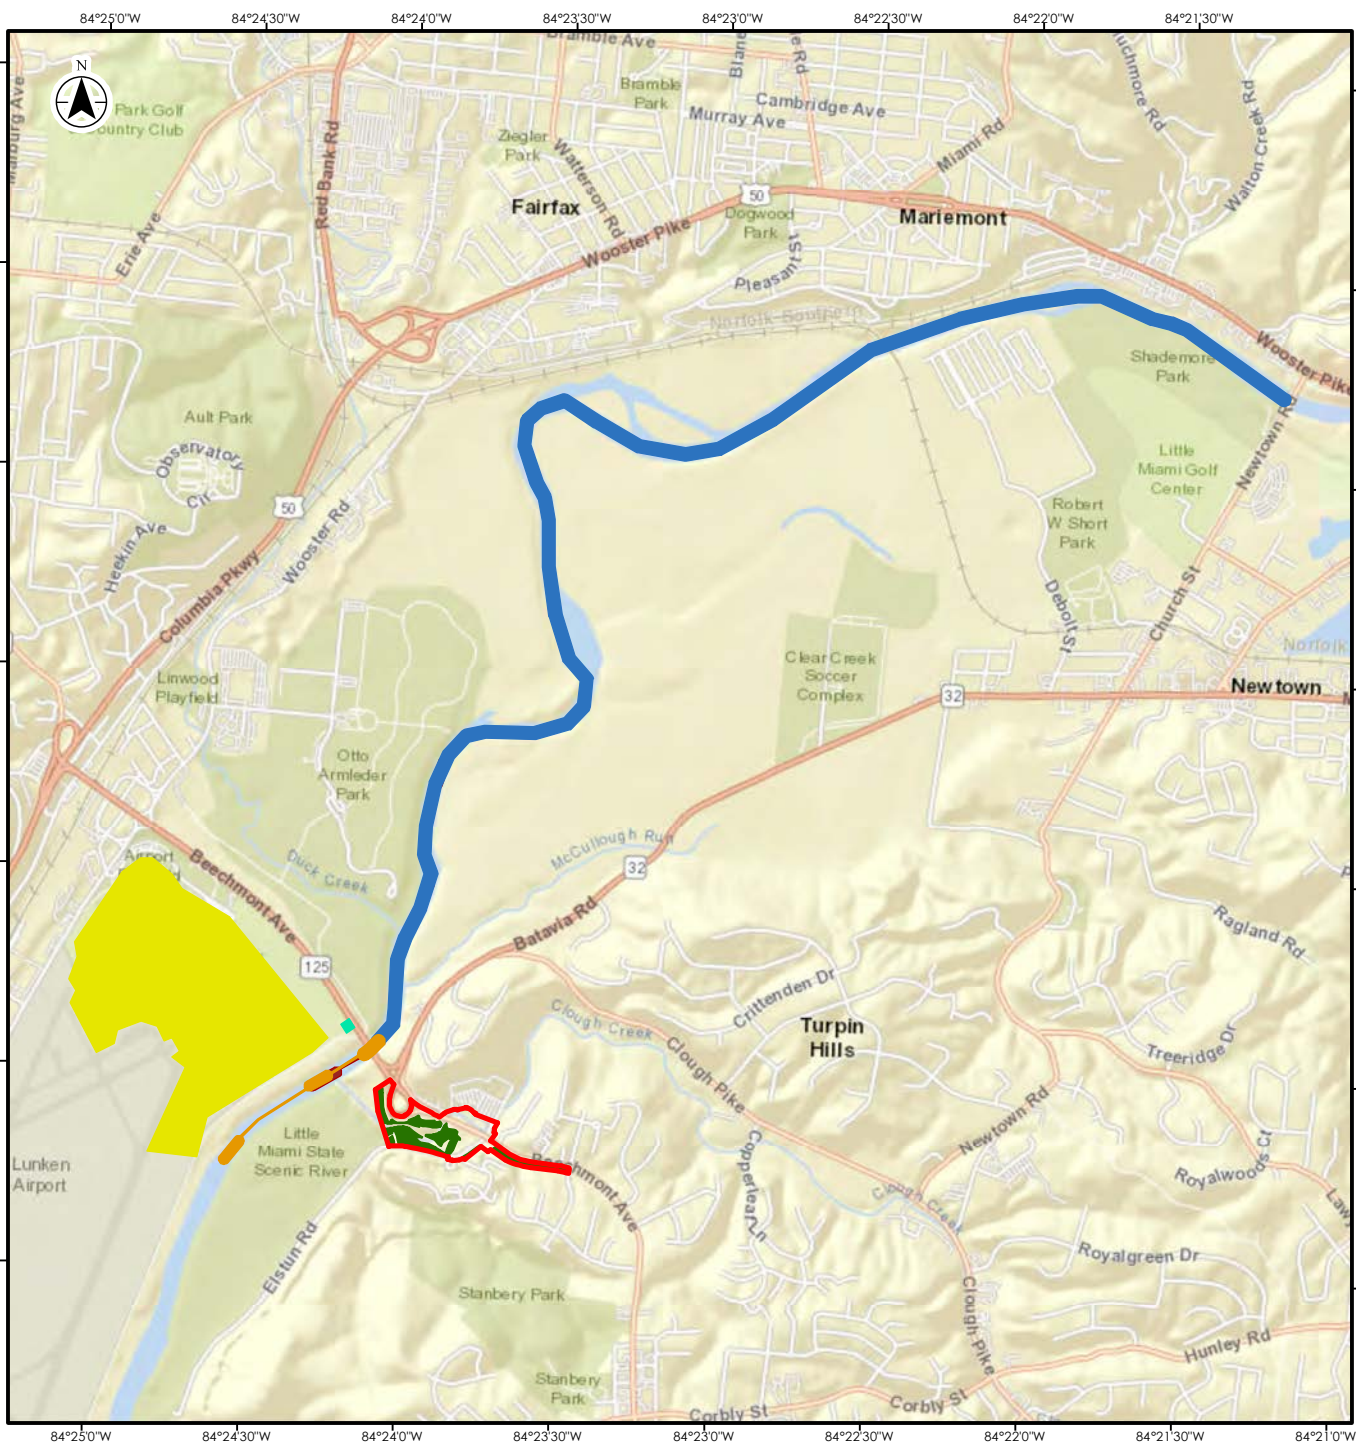 84°25'0"W
84°24'30"W
84°24'0"W
84°23'30"W
84°23'0"W
84°22'30"W
84°22'0"W
84°21'30"W
N
Bramble Ave
Park Golf
Country Club
Red Bank Rd
Erie Ave
Ziegler
Park
Watterson Rd
Bramble
Park
Murray Ave
Cambridge Ave
Miami Rd
Walton Creek Rd
Fairfax
Wooster Pike
50
Dogwood
Park
Mariemont
Pleasant St
Norfolk-Southern
Wooster Pike
Shademore
Park
Ault Park
Observatory
Cir
50
Wooster Rd
Heekin Ave
Columbia Pkwy
Little
Miami Golf
Center
Newtown Rd
Robert
W Short
Park
Debolt St
Church St
Norfolk
Linwood
Playfield
Clear Creek
Soccer
Complex
32
Newtown
Otto
Armleder
Park
McCullough Run
32
Airport
Beechmont Ave
Duck Creek
Batavia Rd
125
Ragland Rd
Crittenden Dr
Clough Creek
Turpin
Hills
Clough Pike
Treeridge Dr
Newtown Rd
Little
Miami State
Scenic River
Lunken
Airport
Beechmont Ave
Copperleaf Ln
Clough Creek
Royalwoods Ct
Elstun Rd
Royalgreen Dr
Stanbery Park
Clough Pike
Hunley Rd
Stanbery
Park
Corbly St
Corbly St
84°25'0"W
84°24'30"W
84°24'0"W
84°23'30"W
84°23'0"W
84°22'30"W
84°22'0"W
84°21'30"W
84°21'0"W